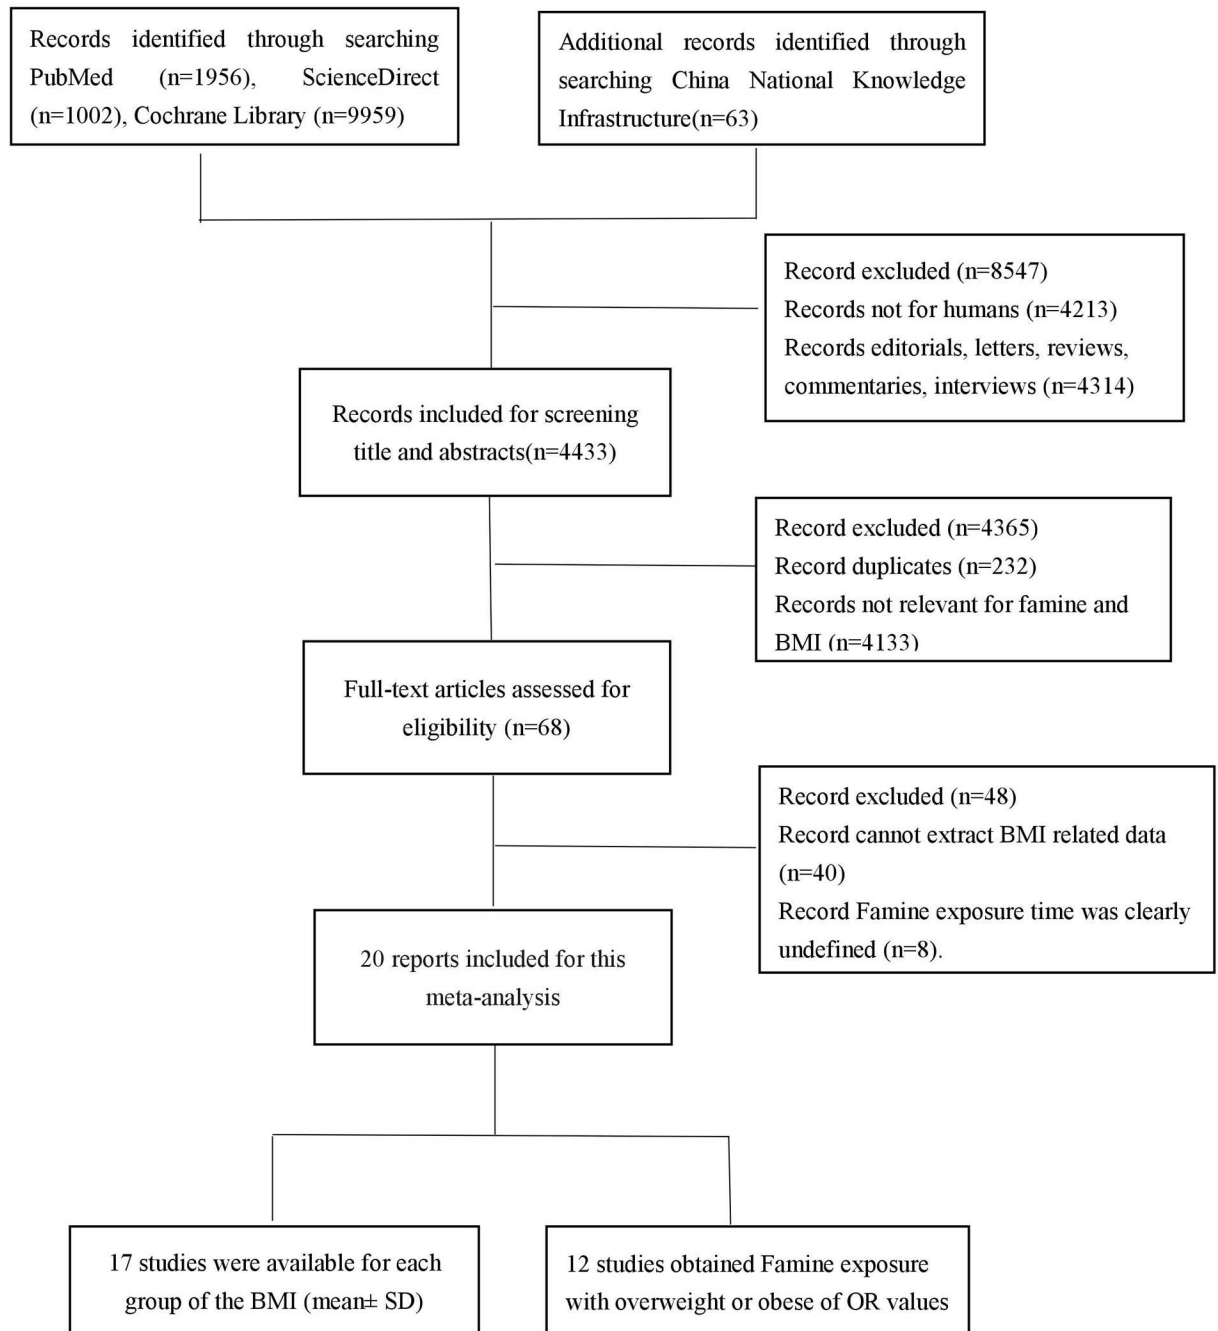 Records identified through searching
PubMed (n=1956), ScienceDirect
(n=1002), Cochrane Library (n=9959)
Additional records identified through
searching China National Knowledge
Infrastructure(n=63)
Record excluded (n=8547)
Records not for humans (n=4213)
Records editorials, letters, reviews,
commentaries, interviews (n=4314)
Records included for screening
title and abstracts(n=4433)
Record excluded (n=4365)
Record duplicates (n=232)
Records not relevant for famine and
BMI (n=4133)
Full-text articles assessed for
eligibility (n=68)
Record excluded (n=48)
Record cannot extract BMI related data
(n=40)
Record Famine exposure time was clearly
undefined (n=8).
20 reports included for this
meta-analysis
17 studies were available for each
group of the BMI (mean± SD)
12 studies obtained Famine exposure
with overweight or obese of OR values